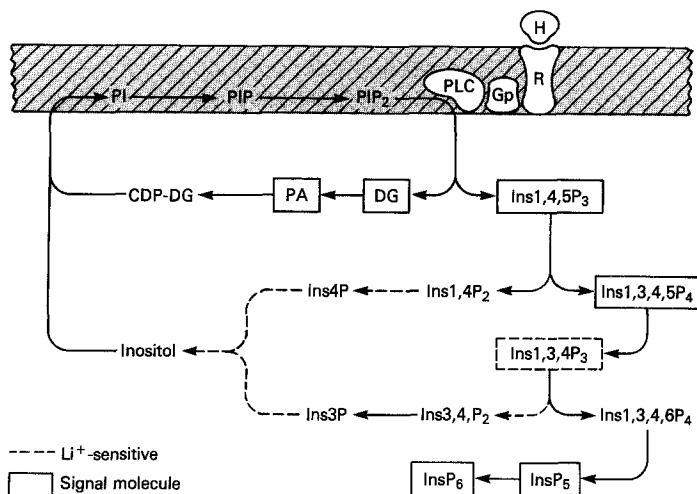 H
PLC
Gp
R
PI
PIP
PIP₂
CDP-DG
PA
DG
Ins1,4,5P₃
Ins4P
Ins1,4P₂
Ins1,3,4,5P₄
Inositol
Ins1,3,4P₃
Ins3P
Ins3,4,P₂
Ins1,3,4,6P₄
Li⁺-sensitive
InsP₆
InsP₅
Signal molecule